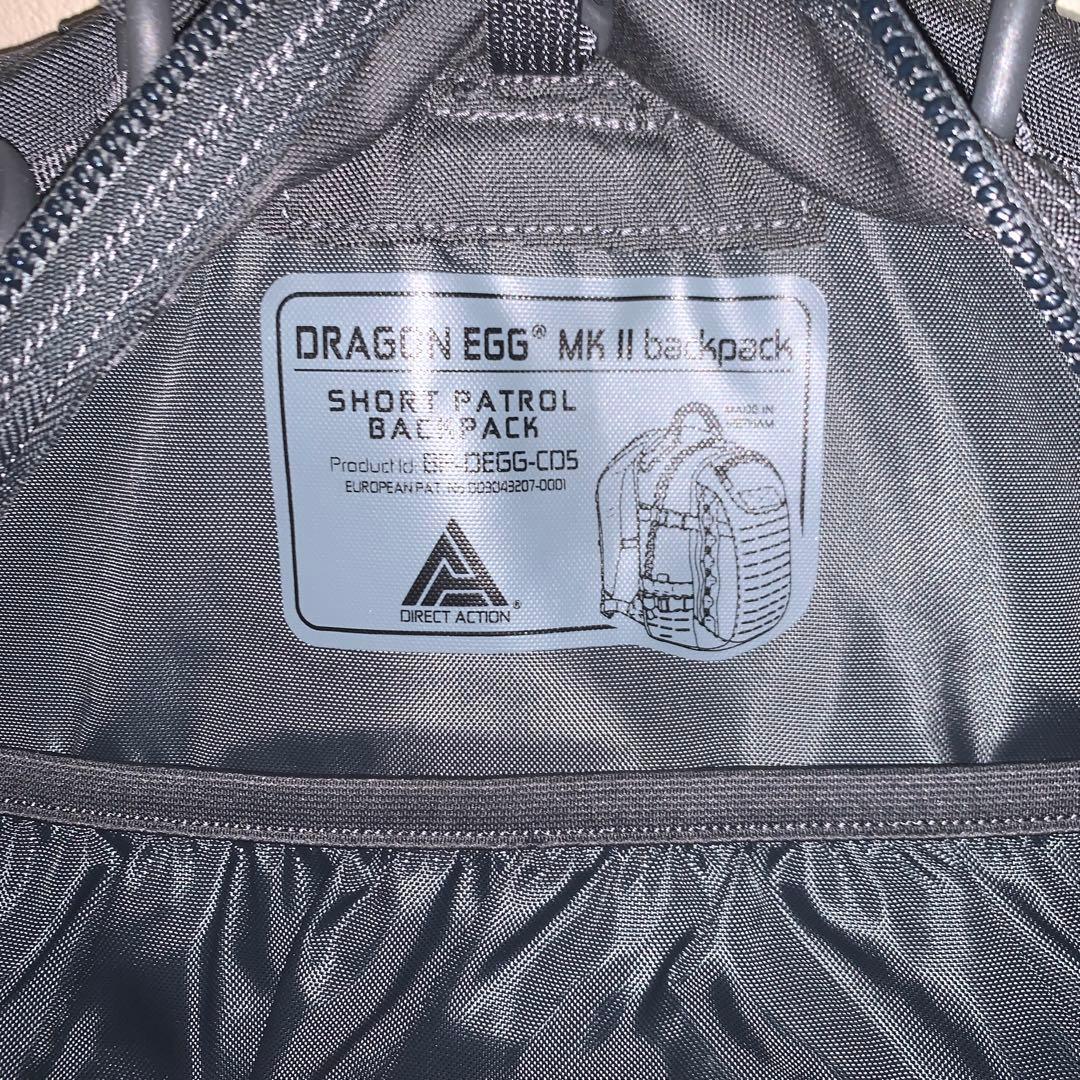 DRAGON EGG® MK II backpack
SHORT PATROL
BACKPACK
MADE IN
VIETNAM
Product Id: BP-DEGG-CD5
EUROPEAN PAT. No 003043207-0001
DIRECT ACTION®